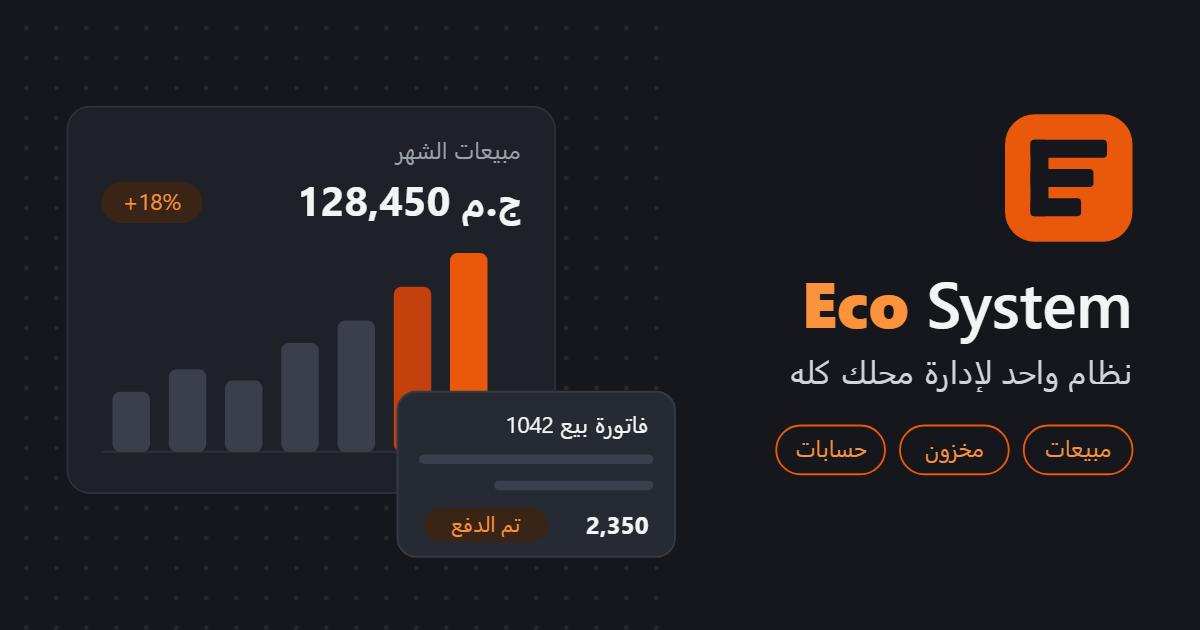 Eco System
نظام واحد لإدارة محلك كله
مبيعات
مخزون
حسابات
مبيعات الشهر
128,450 ج.م
+18%
فاتورة بيع 1042
2,350
تم الدفع